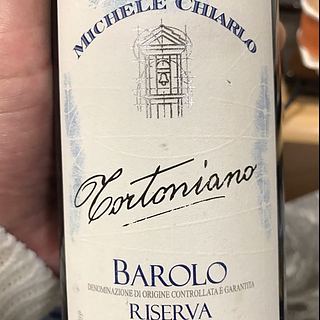 MICHELE CHIARLO
Tortoniano
BAROLO
DENOMINAZIONE DI ORIGINE CONTROLLATA E GARANTITA
RISERVA